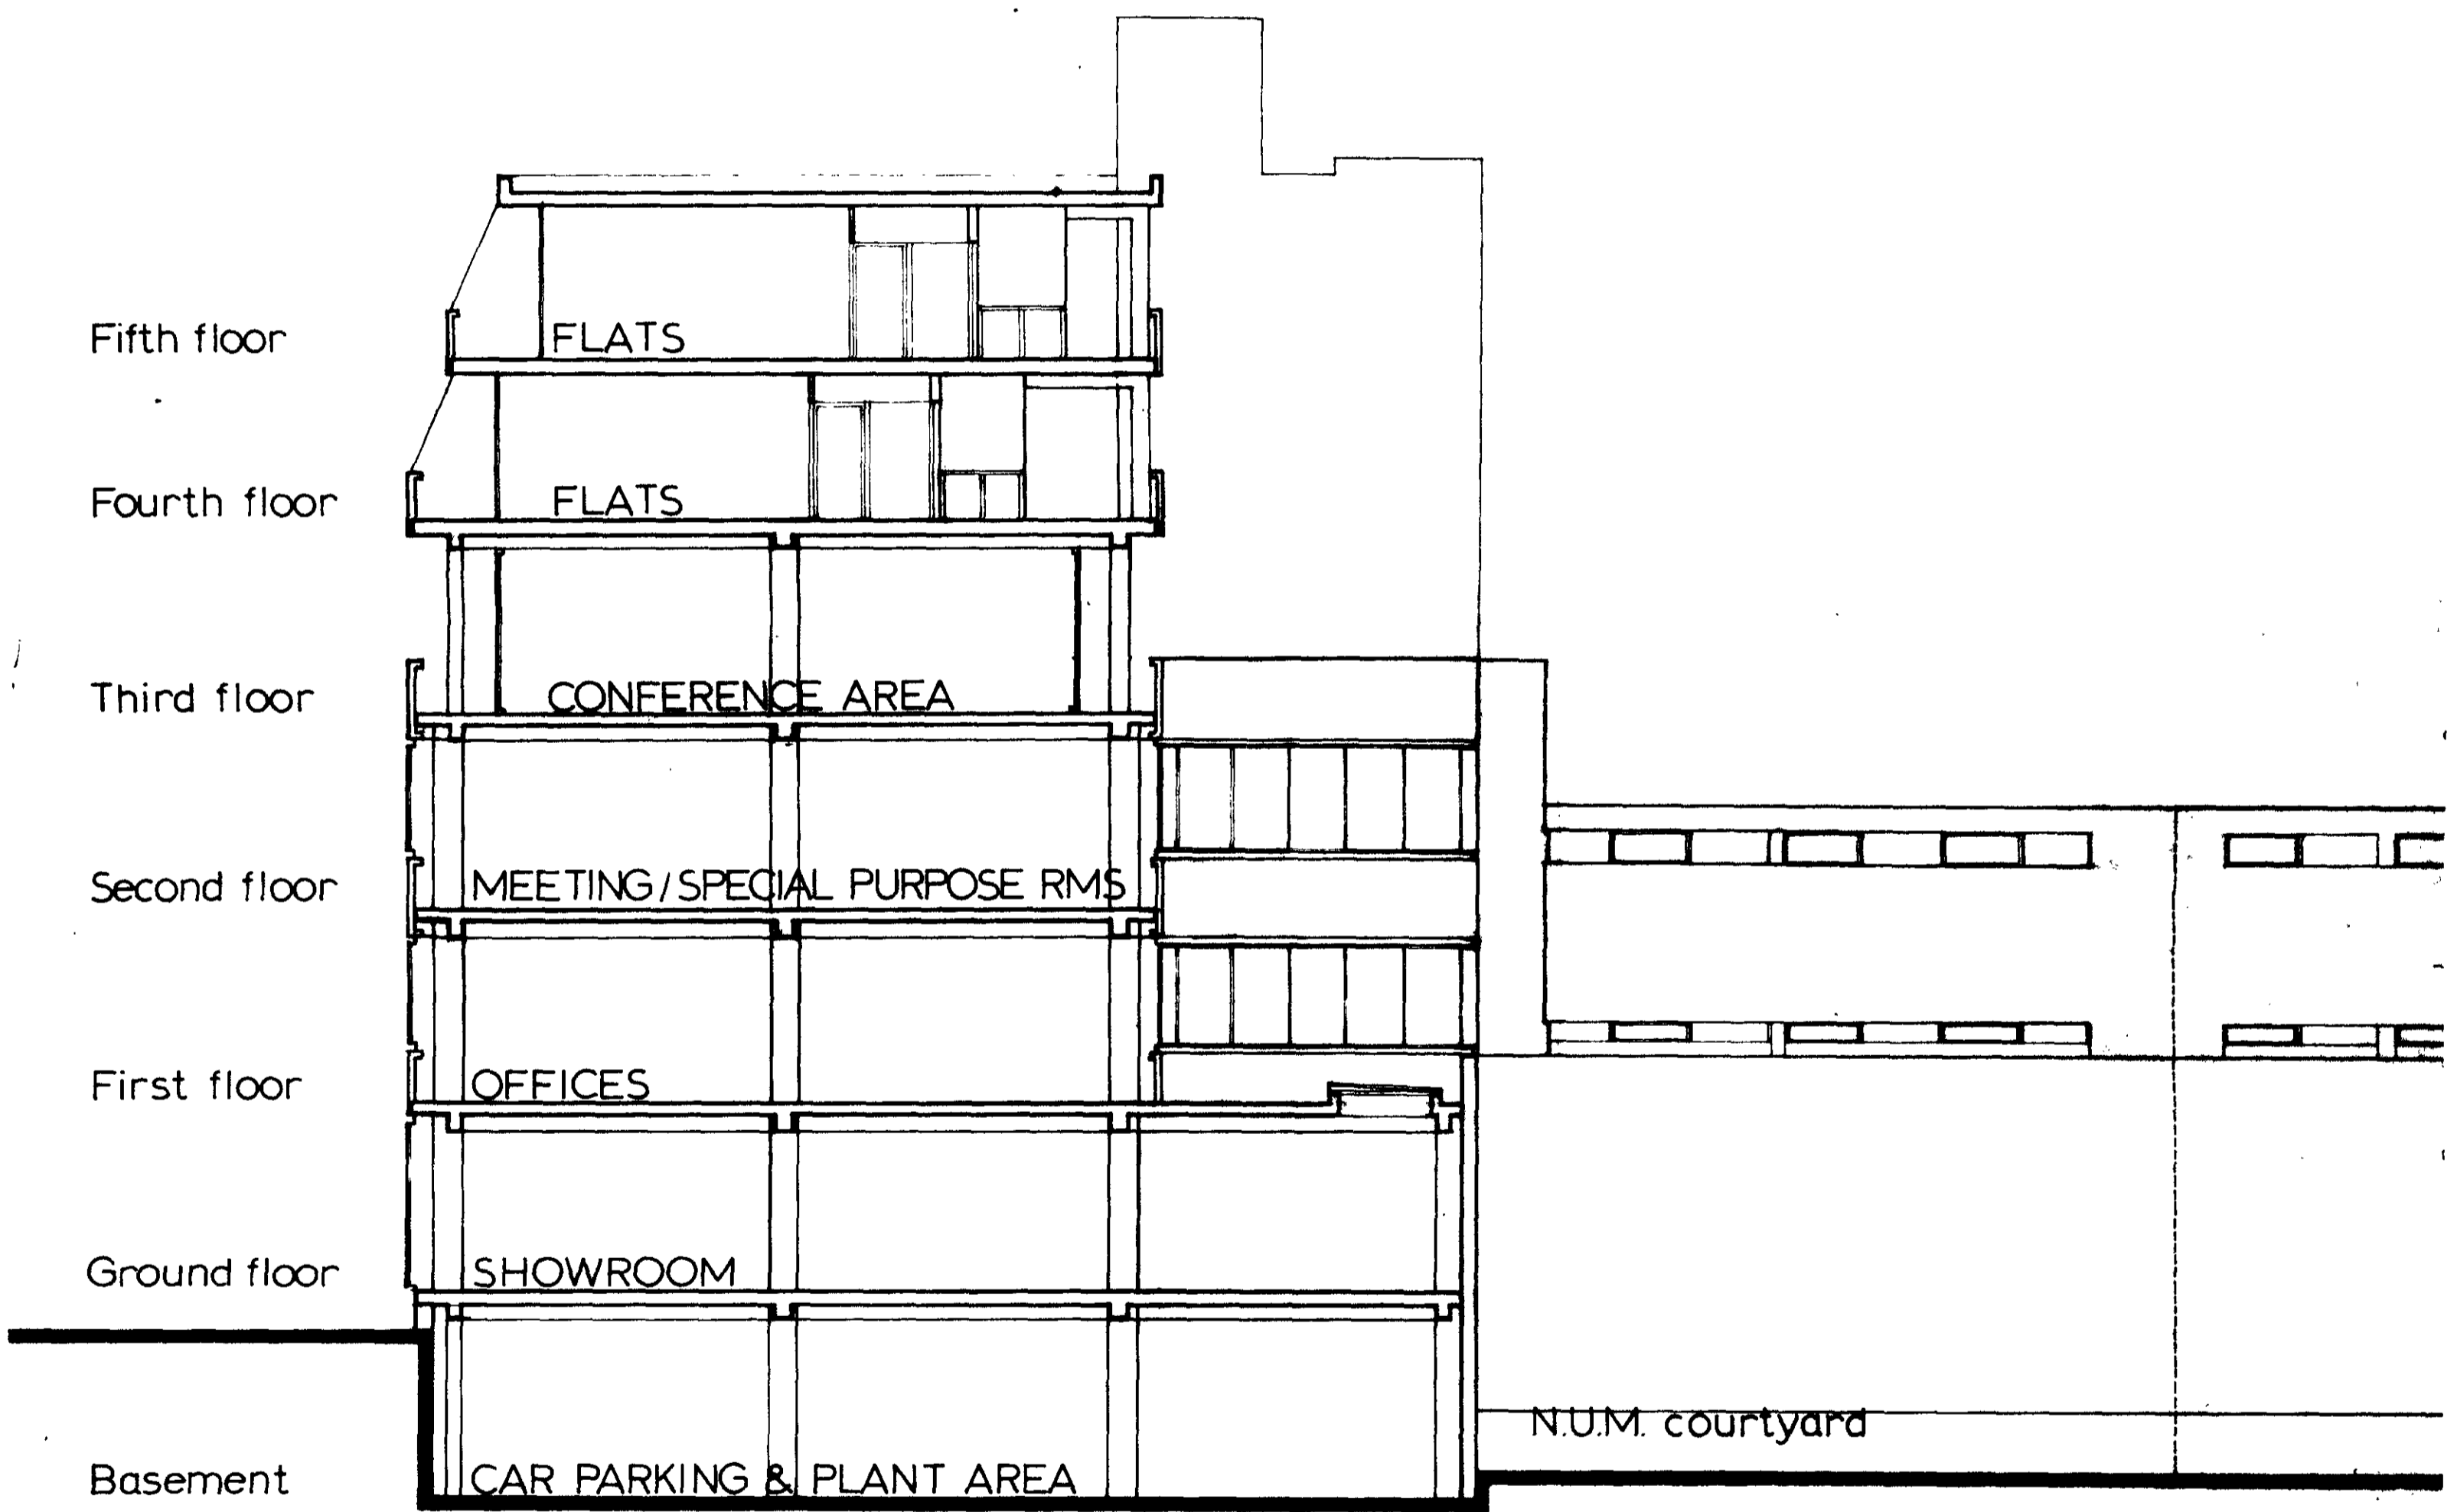 Fifth floor FLATS
Fourth floor FLATS
Third floor CONFERENCE AREA
Second floor MEETING/SPECIAL PURPOSE RMS
First floor OFFICES
Ground floor SHOWROOM
N.U.M. courtyard
Basement CAR PARKING & PLANT AREA